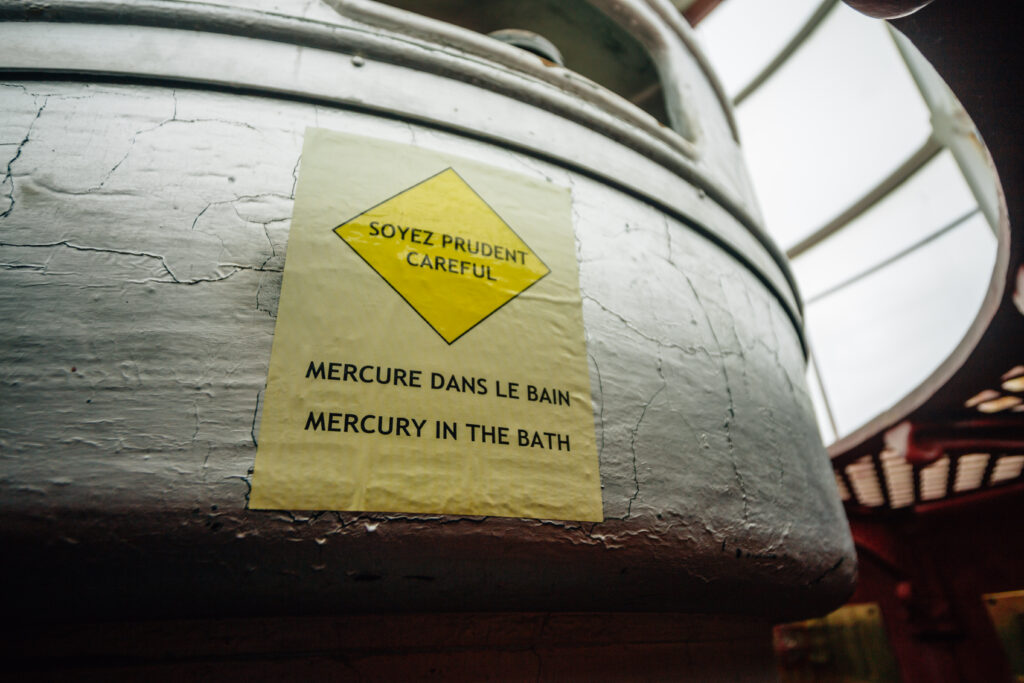 SOYEZ PRUDENT
CAREFUL
MERCURE DANS LE BAIN
MERCURY IN THE BATH